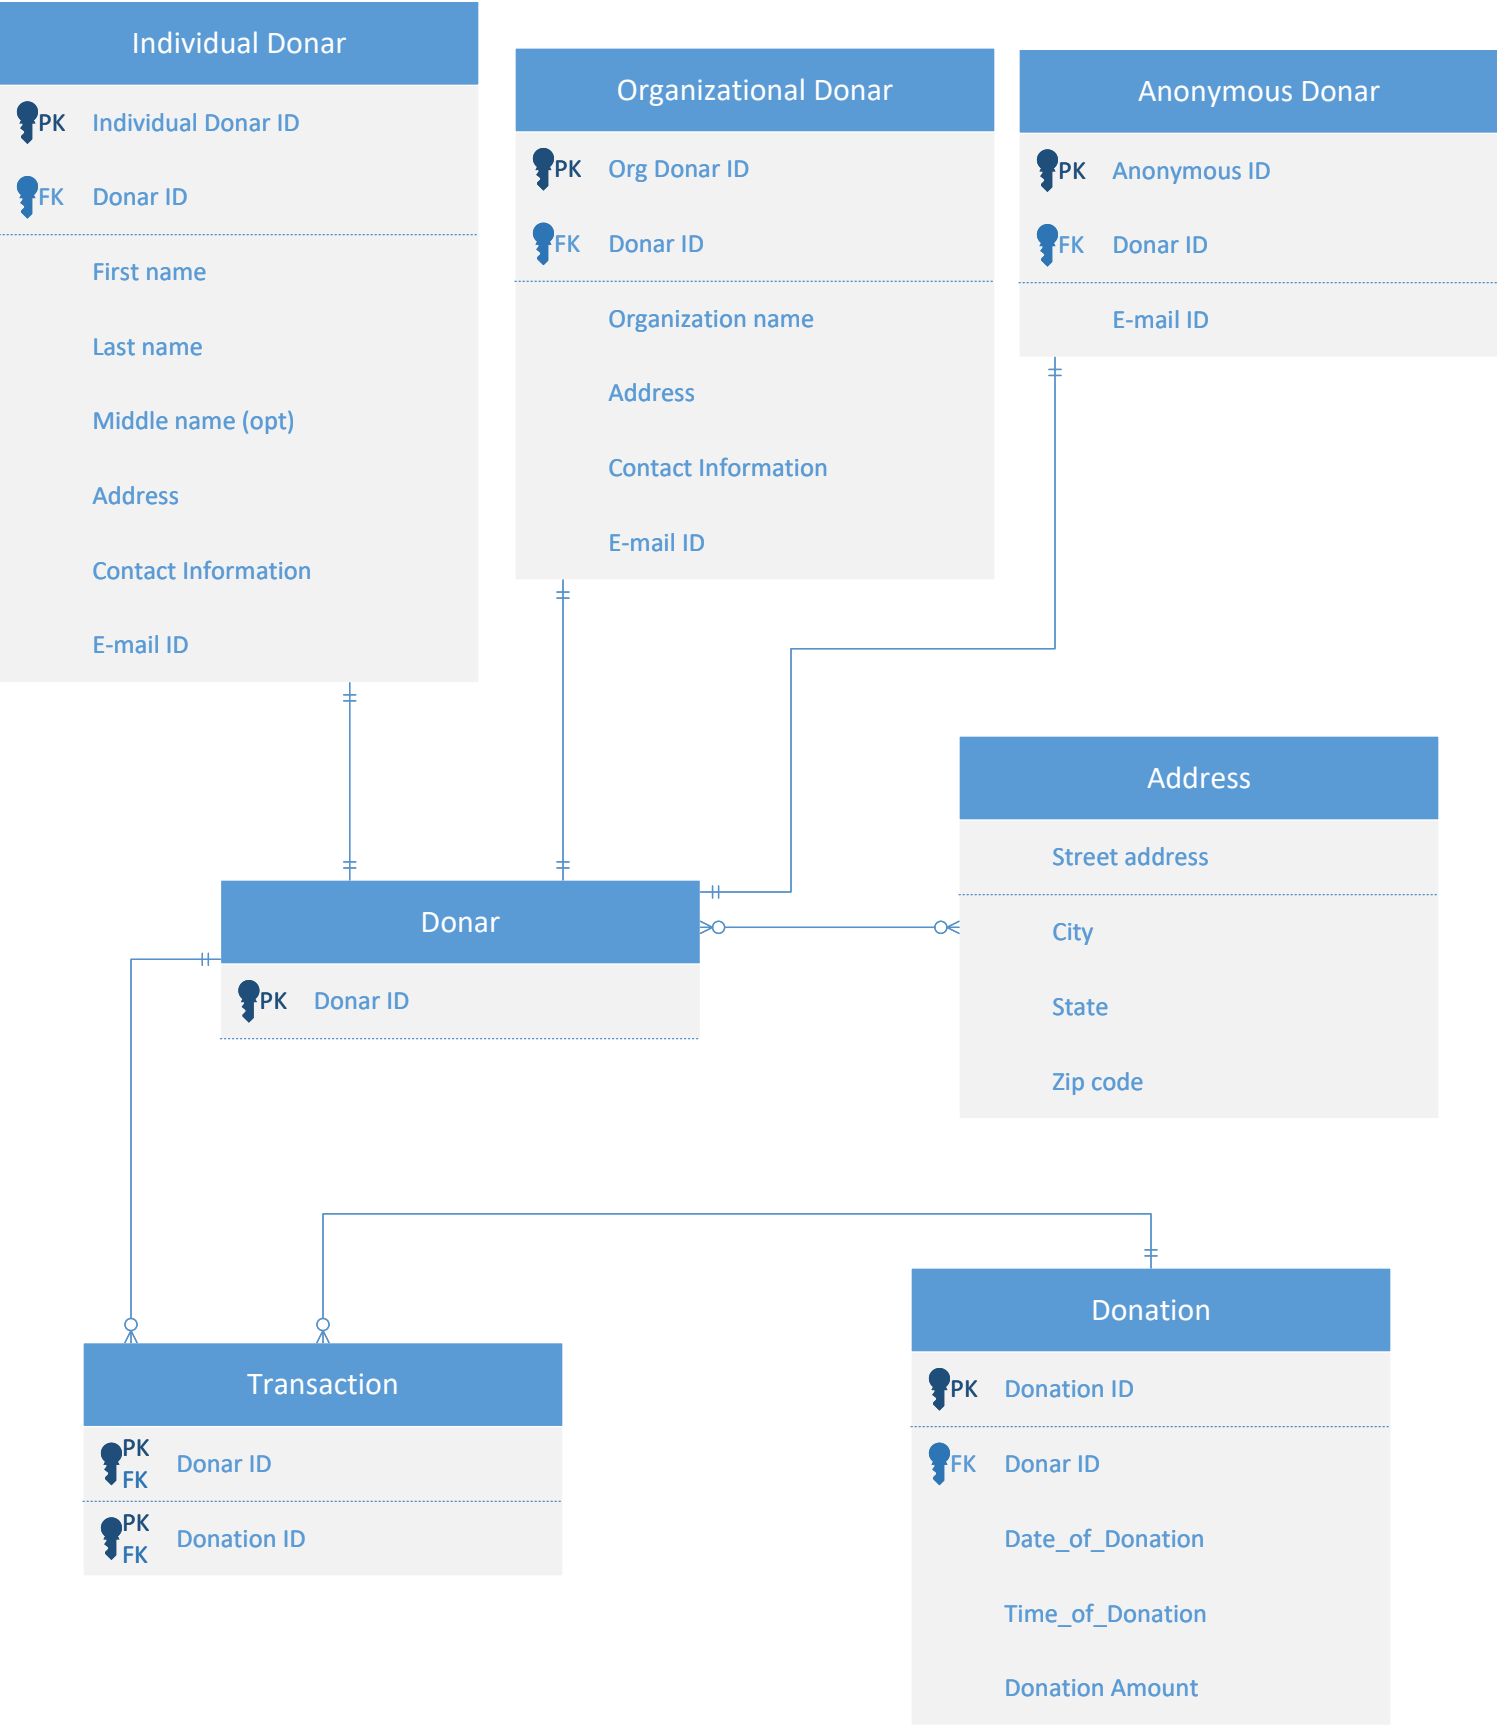 Individual Donar
PK Individual Donar ID
FK Donar ID
First name
Last name
Middle name (opt)
Address
Contact Information
E-mail ID
Organizational Donar
PK Org Donar ID
FK Donar ID
Organization name
Address
Contact Information
E-mail ID
Anonymous Donar
PK Anonymous ID
FK Donar ID
E-mail ID
Address
Street address
City
State
Zip code
Donar
PK Donar ID
Transaction
PK
FK Donar ID
PK
FK Donation ID
Donation
PK Donation ID
FK Donar ID
Date_of_Donation
Time_of_Donation
Donation Amount